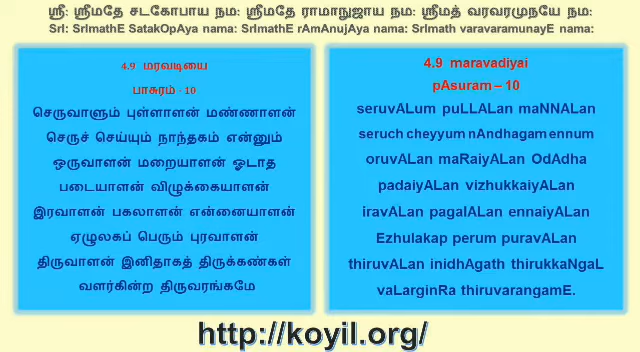 ஸ்ரீ: ஸ்ரீமதே சடகோபாய நம: ஸ்ரீமதே ராமாநுஜாய நம: ஸ்ரீமத் வரவரமுநயே நம:
SrI: SrImathE SatakOpAya nama: SrImathE rAmAnujAya nama: SrImath varavaramunayE nama:
4.9 மரவடியை
பாசுரம் - 10
செருவாளும் புள்ளாளன் மண்ணாளன்
செருச் செய்யும் நாந்தகம் என்னும்
ஒருவாளன் மறையாளன் ஓடாத
படையாளன் விழுக்கையாளன்
இரவாளன் பகலாளன் என்னையாளன்
ஏழுலகப் பெரும் புரவாளன்
திருவாளன் இனிதாகத் திருக்கண்கள்
வளர்கின்ற திருவரங்கமே
4.9 maravadiyai
pAsuram – 10
seruvALum puLLALan maNNALan
seruch cheyyum nAndhagam ennum
oruvALan maRaiyALan OdAdha
padaiyALan vizhukkaiyALan
iravALan pagalALan ennaiyALan
Ezhulakap perum puravALan
thiruvALan inidhAgath thirukkaNgaL
vaLarginRa thiruvarangamE.
http://koyil.org/